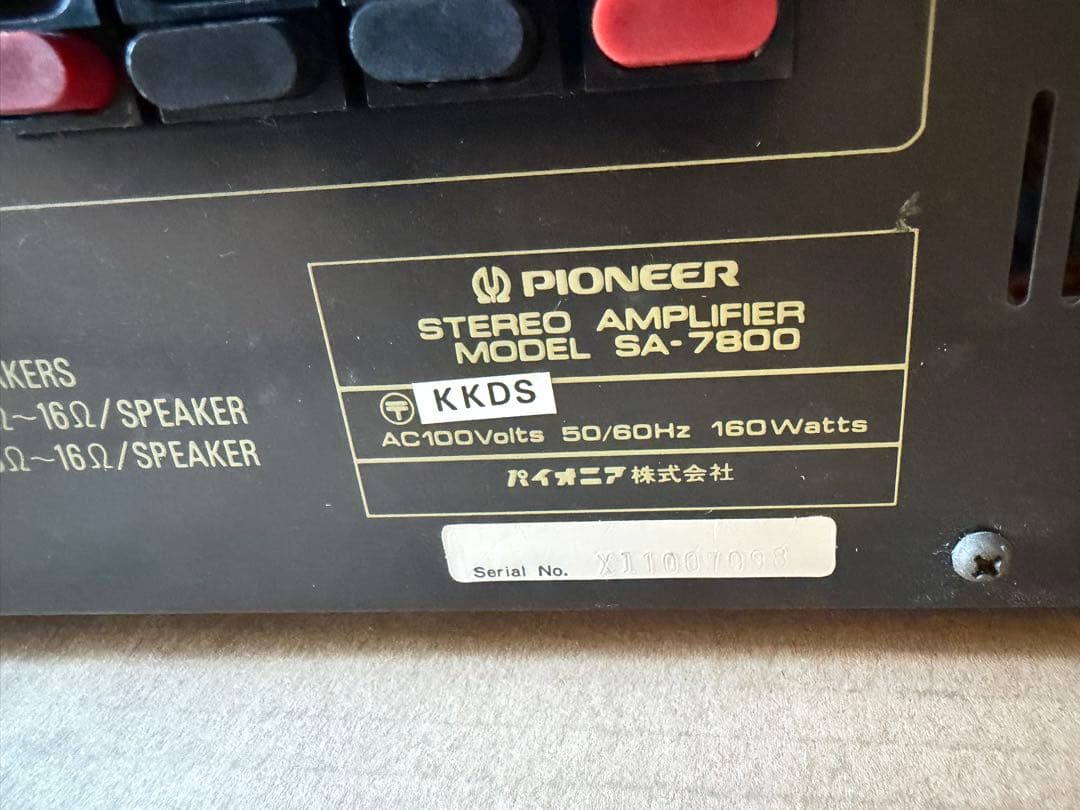 PIONEER
STEREO AMPLIFIER
MODEL SA-7800
〒 KKDS
AC100Volts 50/60Hz 160Watts
パイオニア株式会社
Serial No. XI1007093
KERS
Ω~16Ω/SPEAKER
Ω~16Ω/SPEAKER